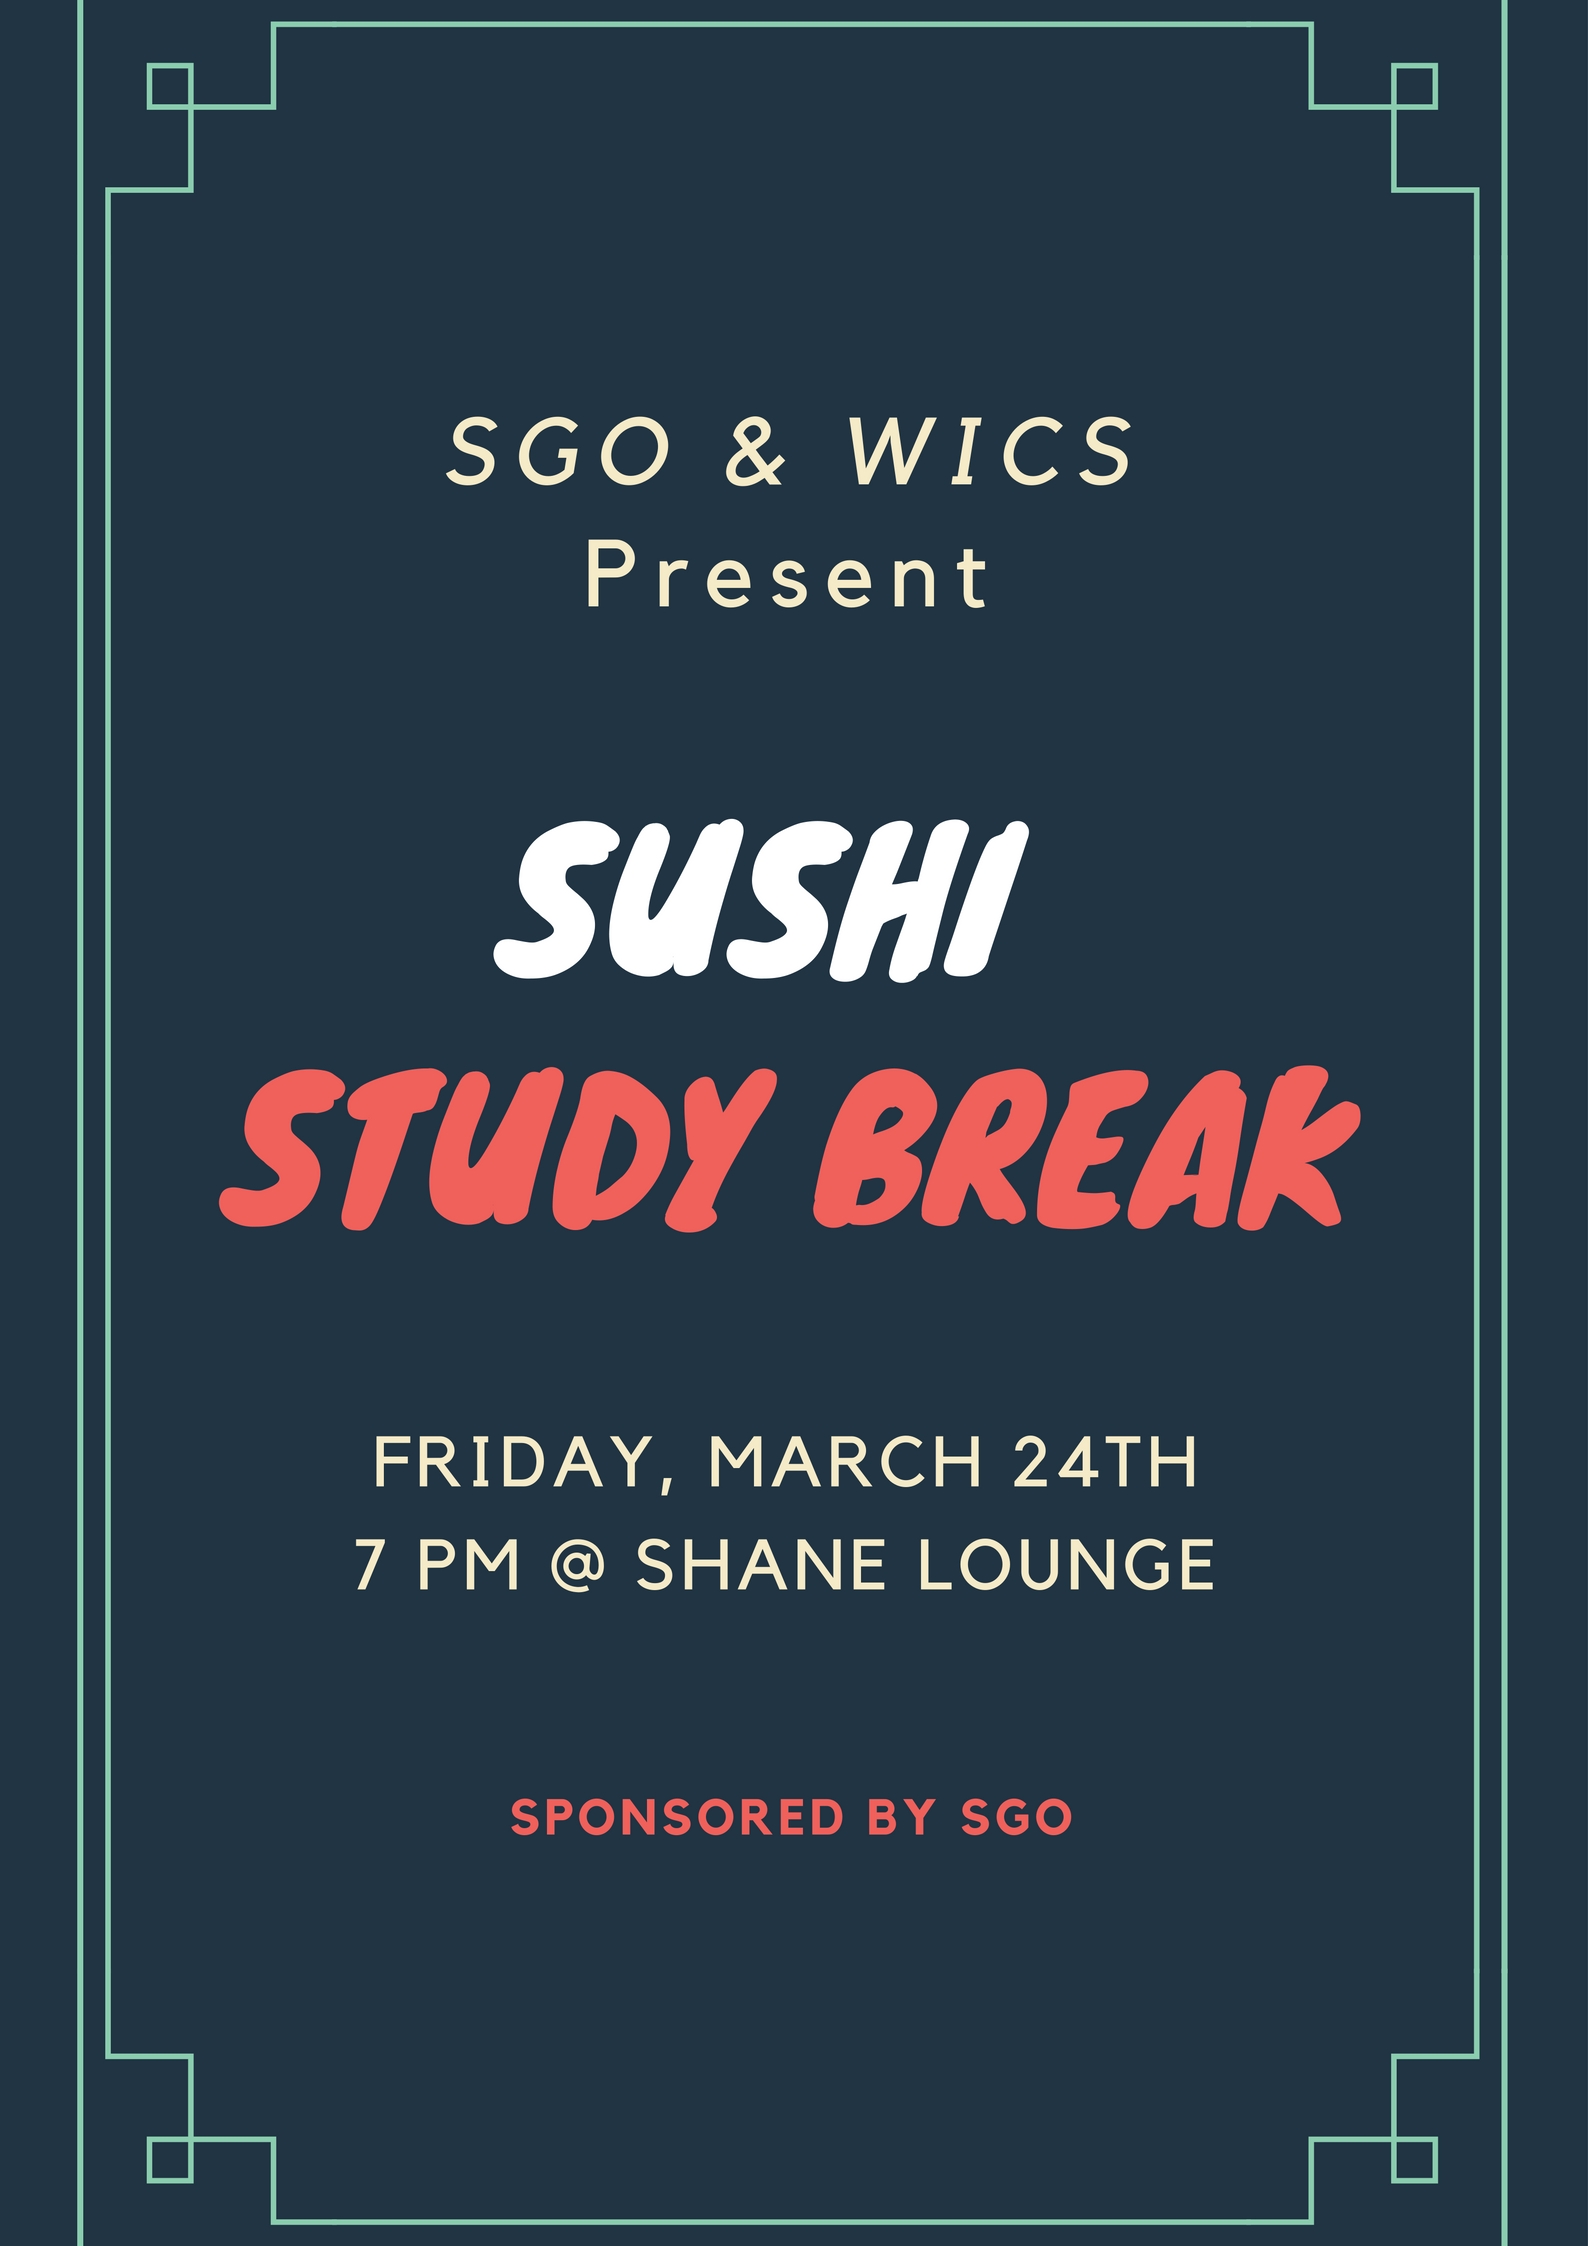 SGO & WICS
Present
SUSHI
STUDY BREAK
FRIDAY, MARCH 24TH
7 PM @ SHANE LOUNGE
SPONSORED BY SGO